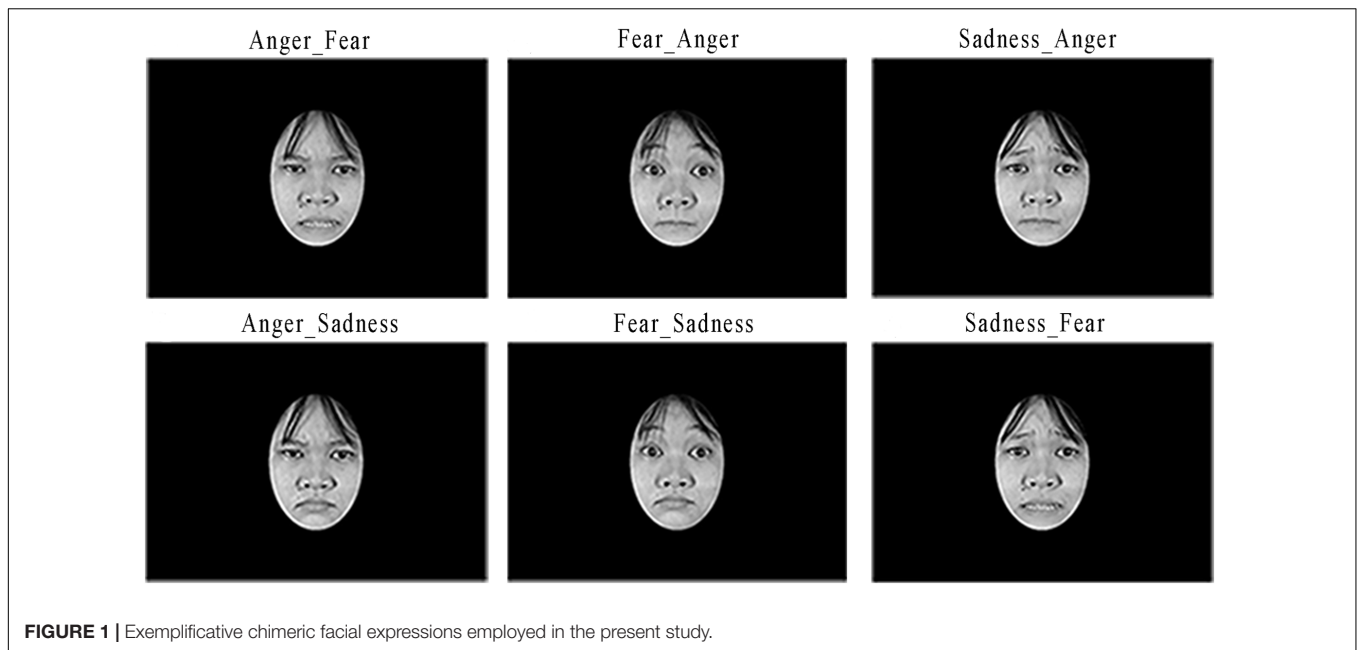 Anger_Fear
Fear_Anger
Sadness_Anger
Anger_Sadness
Fear_Sadness
Sadness_Fear
FIGURE 1 | Exemplificative chimeric facial expressions employed in the present study.